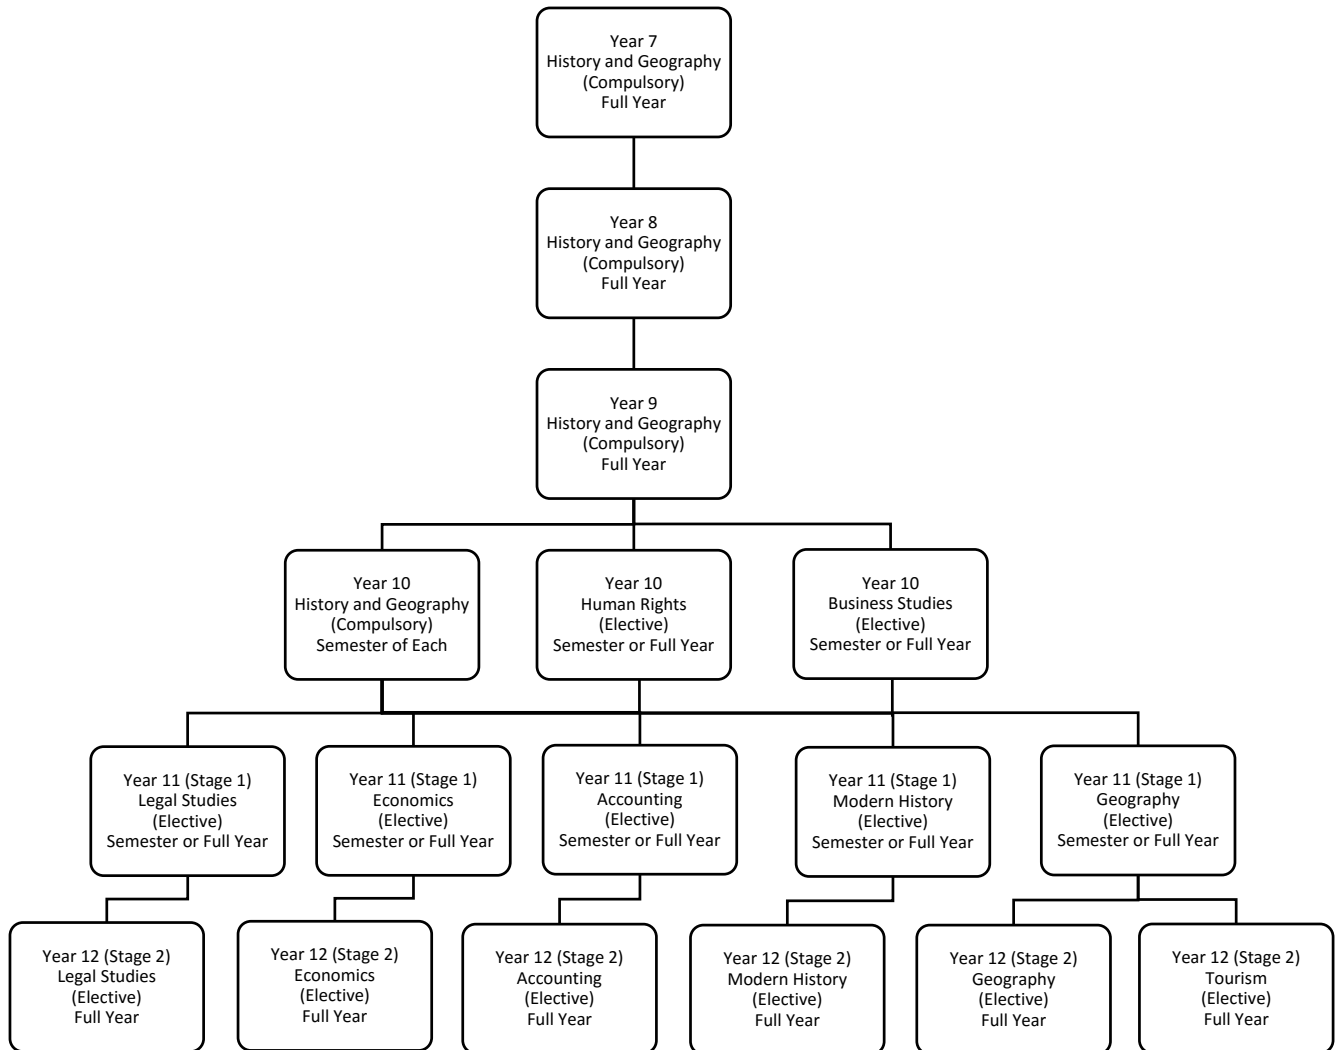 Year 7
History and Geography
(Compulsory)
Full Year
Year 8
History and Geography
(Compulsory)
Full Year
Year 9
History and Geography
(Compulsory)
Full Year
Year 10
History and Geography
(Compulsory)
Semester of Each
Year 10
Human Rights
(Elective)
Semester or Full Year
Year 10
Business Studies
(Elective)
Semester or Full Year
Year 11 (Stage 1)
Legal Studies
(Elective)
Semester or Full Year
Year 11 (Stage 1)
Economics
(Elective)
Semester or Full Year
Year 11 (Stage 1)
Accounting
(Elective)
Semester or Full Year
Year 11 (Stage 1)
Modern History
(Elective)
Semester or Full Year
Year 11 (Stage 1)
Geography
(Elective)
Semester or Full Year
Year 12 (Stage 2)
Legal Studies
(Elective)
Full Year
Year 12 (Stage 2)
Economics
(Elective)
Full Year
Year 12 (Stage 2)
Accounting
(Elective)
Full Year
Year 12 (Stage 2)
Modern History
(Elective)
Full Year
Year 12 (Stage 2)
Geography
(Elective)
Full Year
Year 12 (Stage 2)
Tourism
(Elective)
Full Year